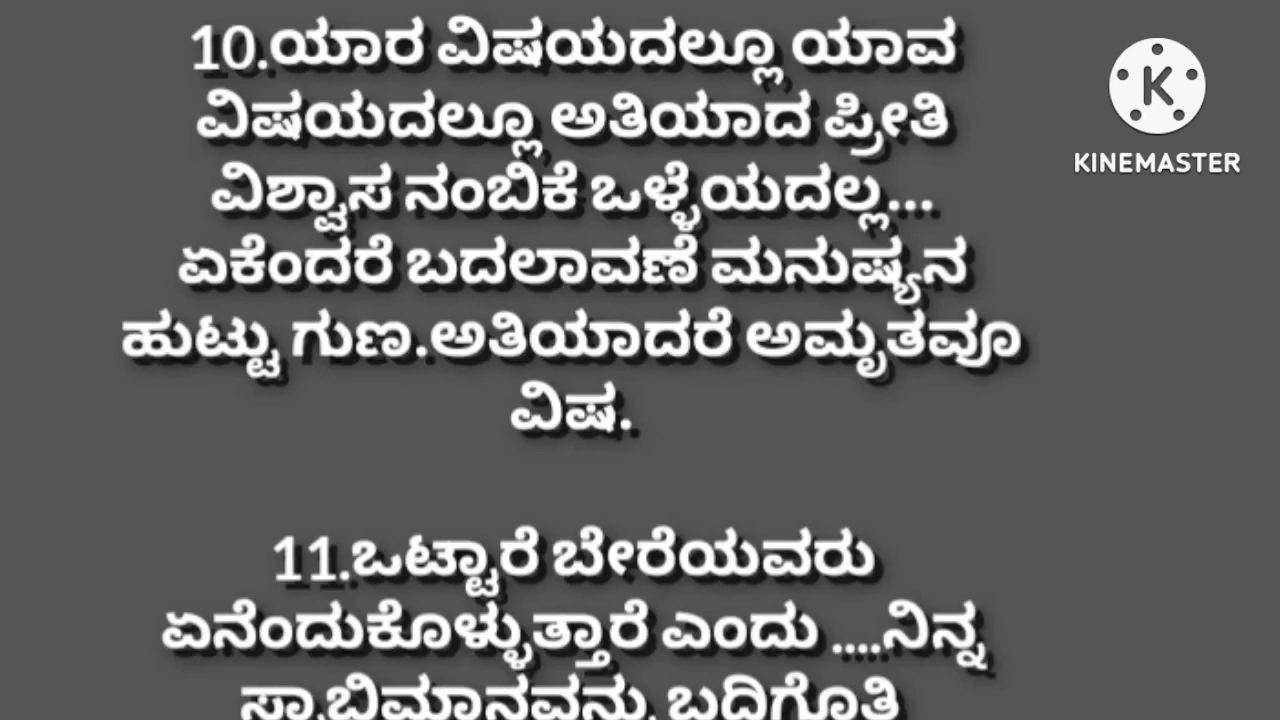 10.ಯಾರ ವಿಷಯದಲ್ಲೂ ಯಾವ
ವಿಷಯದಲ್ಲೂ ಅತಿಯಾದ ಪ್ರೀತಿ
ವಿಶ್ವಾಸ ನಂಬಿಕೆ ಒಳ್ಳೆಯದಲ್ಲ...
ಏಕೆಂದರೆ ಬದಲಾವಣೆ ಮನುಷ್ಯನ
ಹುಟ್ಟು ಗುಣ.ಅತಿಯಾದರೆ ಅಮೃತವೂ
ವಿಷ.
11.ಒಟ್ಟಾರೆ ಬೇರೆಯವರು
ಏನೆಂದುಕೊಳ್ಳುತ್ತಾರೆ ಎಂದು ....ನಿನ್ನ
K
KINEMASTER